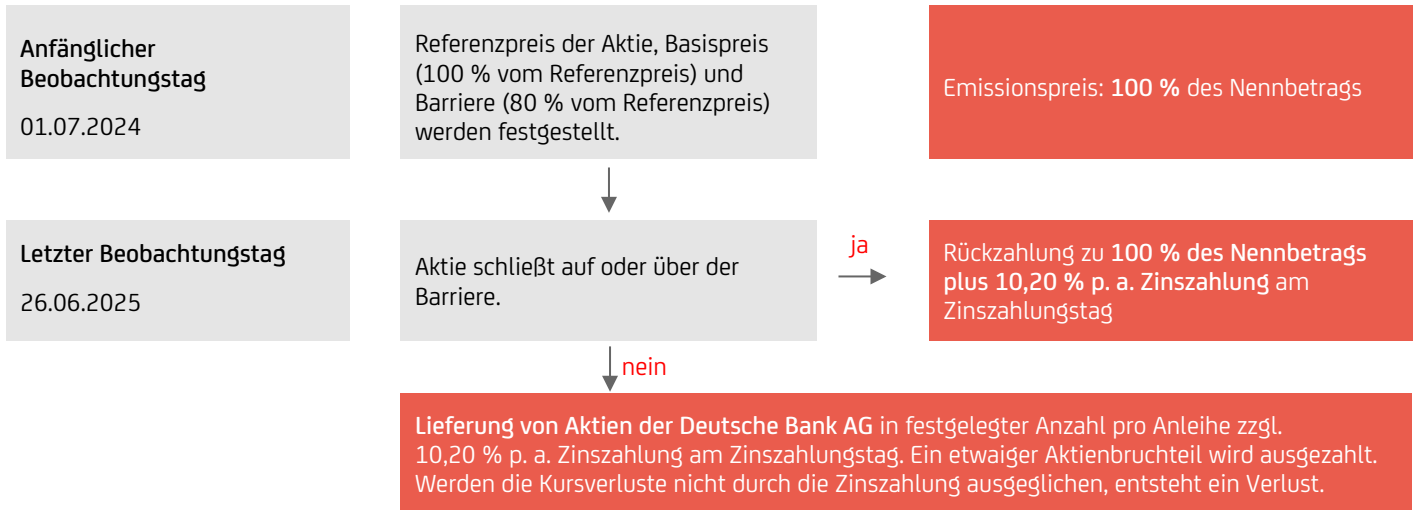 Anfänglicher
Beobachtungstag
01.07.2024
Referenzpreis der Aktie, Basispreis
(100 % vom Referenzpreis) und
Barriere (80 % vom Referenzpreis)
werden festgestellt.
Emissionspreis: 100 % des Nennbetrags
Letzter Beobachtungstag
26.06.2025
Aktie schließt auf oder über der
Barriere.
ja
Rückzahlung zu 100 % des Nennbetrags
plus 10,20 % p. a. Zinszahlung am
Zinszahlungstag
nein
Lieferung von Aktien der Deutsche Bank AG in festgelegter Anzahl pro Anleihe zzgl.
10,20 % p. a. Zinszahlung am Zinszahlungstag. Ein etwaiger Aktienbruchteil wird ausgezahlt.
Werden die Kursverluste nicht durch die Zinszahlung ausgeglichen, entsteht ein Verlust.